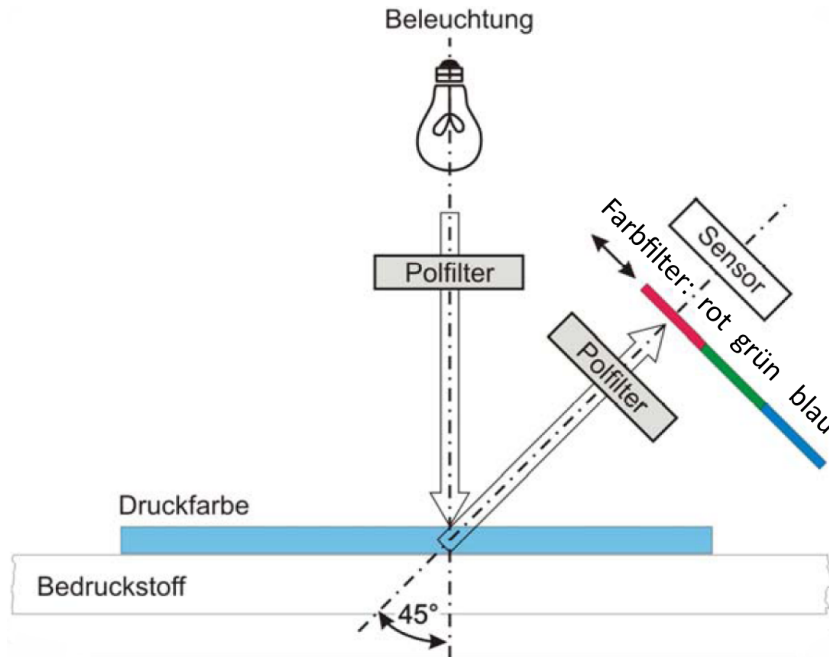 Beleuchtung
Polfilter
Sensor
Farbfilter: rot grün blau
Polfilter
Druckfarbe
Bedruckstoff
45°